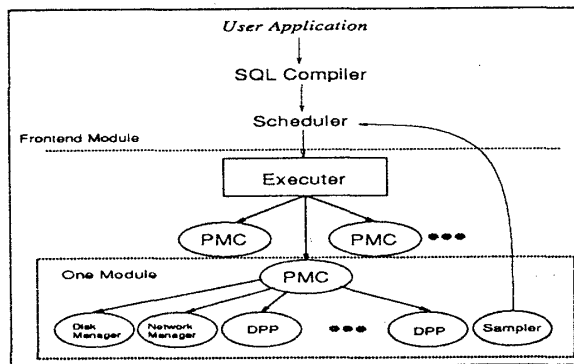 User Application
SQL Compiler
Scheduler
Frontend Module
Executer
PMC
PMC
One Module
PMC
Disk
Manager
Network
Manager
DPP
DPP
Sampler